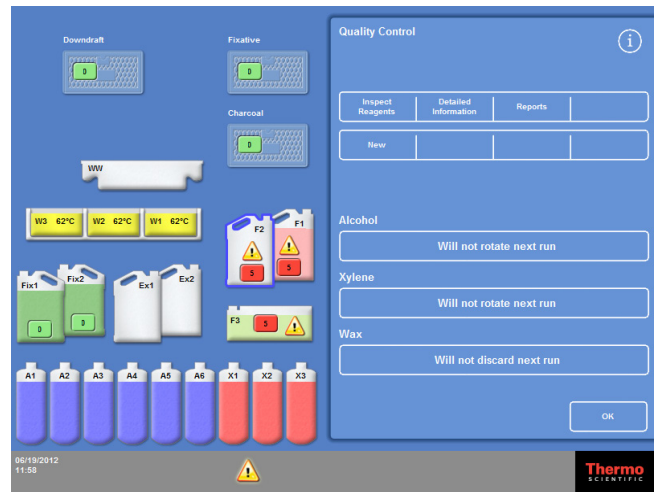 Downdraft
0
Fixative
0
Charcoal
0
WW
W3 62°C
W2 62°C
W1 62°C
F2
5
F1
5
Fix1
0
Fix2
0
Ex1
Ex2
F3
5
A1
A2
A3
A4
A5
A6
X1
X2
X3
06/19/2012
11:58
Quality Control
i
Inspect
Reagents
Detailed
Information
Reports
New
Alcohol
Will not rotate next run
Xylene
Will not rotate next run
Wax
Will not discard next run
OK
Thermo
SCIENTIFIC